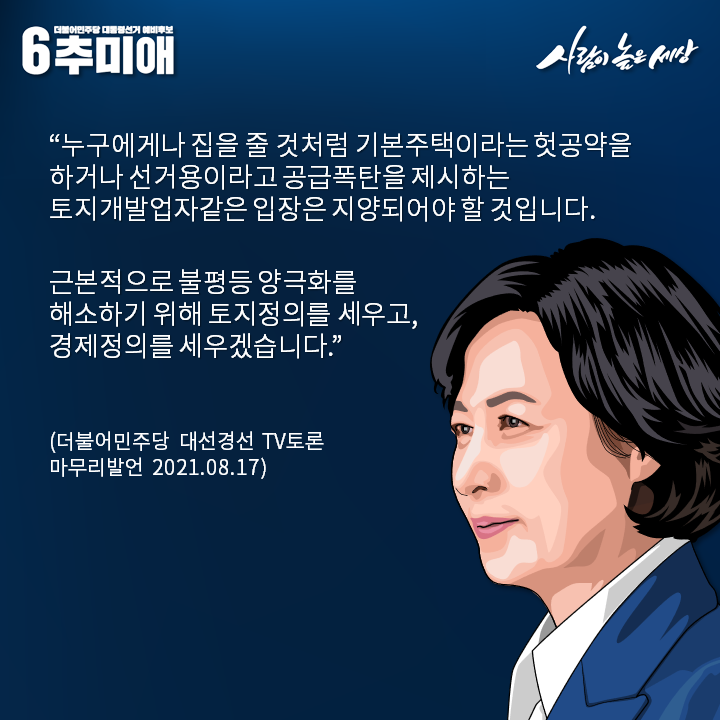 더불어민주당 대통령선거 예비후보
6 추미애
사람이 높은 세상
“누구에게나 집을 줄 것처럼 기본주택이라는 헛공약을
하거나 선거용이라고 공급폭탄을 제시하는
토지개발업자같은 입장은 지양되어야 할 것입니다.
근본적으로 불평등 양극화를
해소하기 위해 토지정의를 세우고,
경제정의를 세우겠습니다.”
(더불어민주당 대선경선 TV토론
마무리발언 2021.08.17)